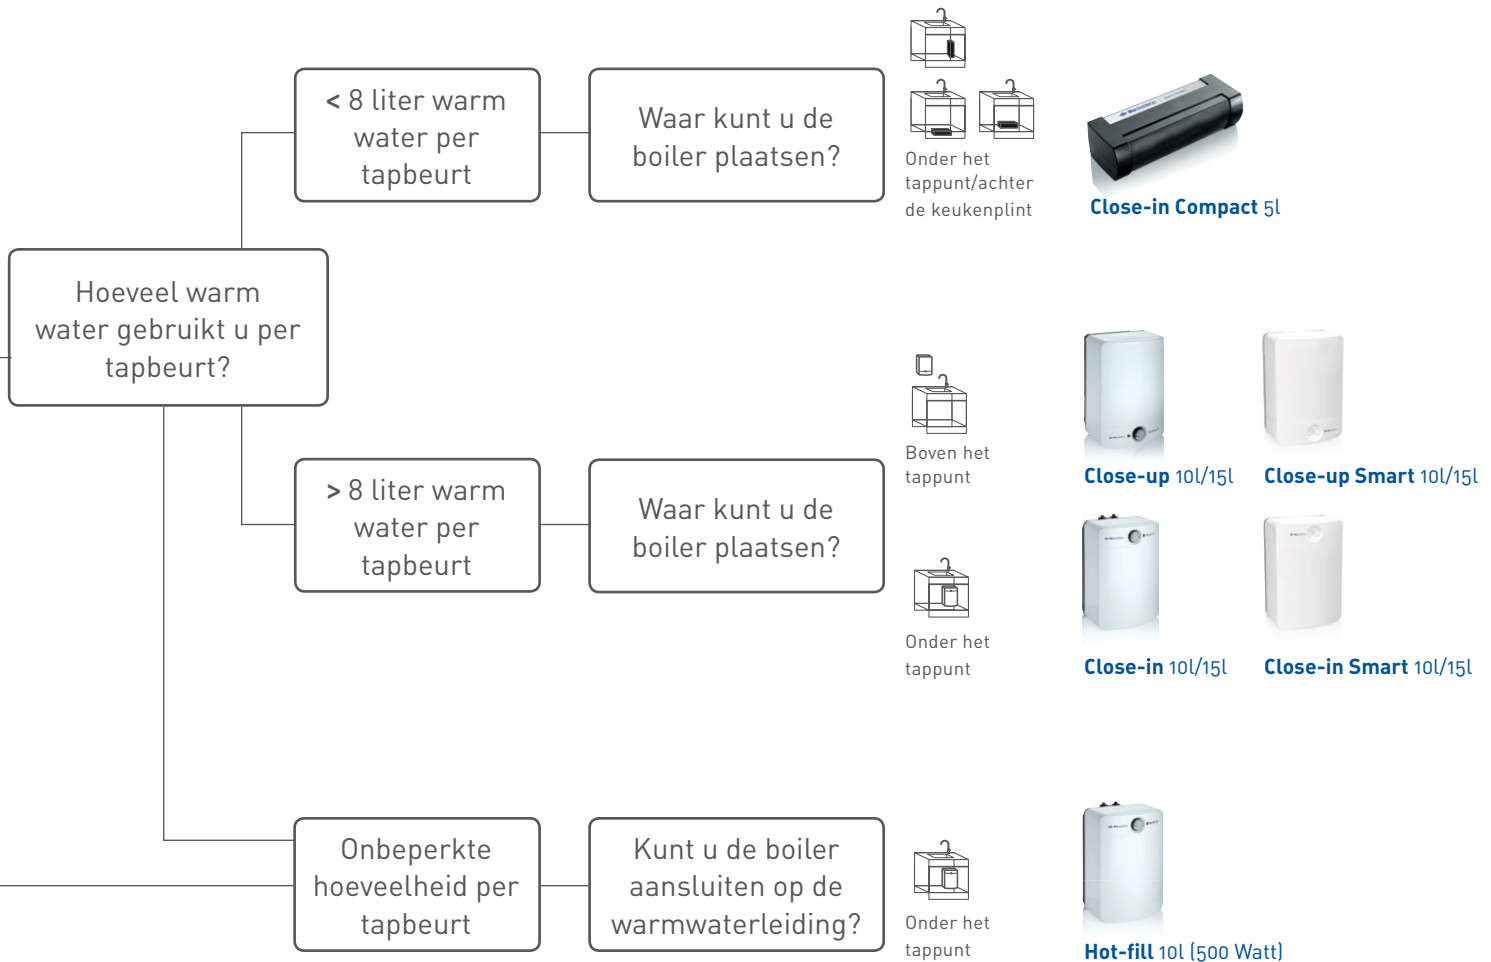 < 8 liter warm
water per
tapbeurt
Waar kunt u de
boiler plaatsen?
Onder het
tappunt/achter
de keukenplint
Close-in Compact 5l
Hoeveel warm
water gebruikt u per
tapbeurt?
> 8 liter warm
water per
tapbeurt
Waar kunt u de
boiler plaatsen?
Boven het
tappunt
Close-up 10l/15l
Close-up Smart 10l/15l
Onder het
tappunt
Close-in 10l/15l
Close-in Smart 10l/15l
Onbeperkte
hoeveelheid per
tapbeurt
Kunt u de boiler
aansluiten op de
warmwaterleiding?
Onder het
tappunt
Hot-fill 10l (500 Watt)